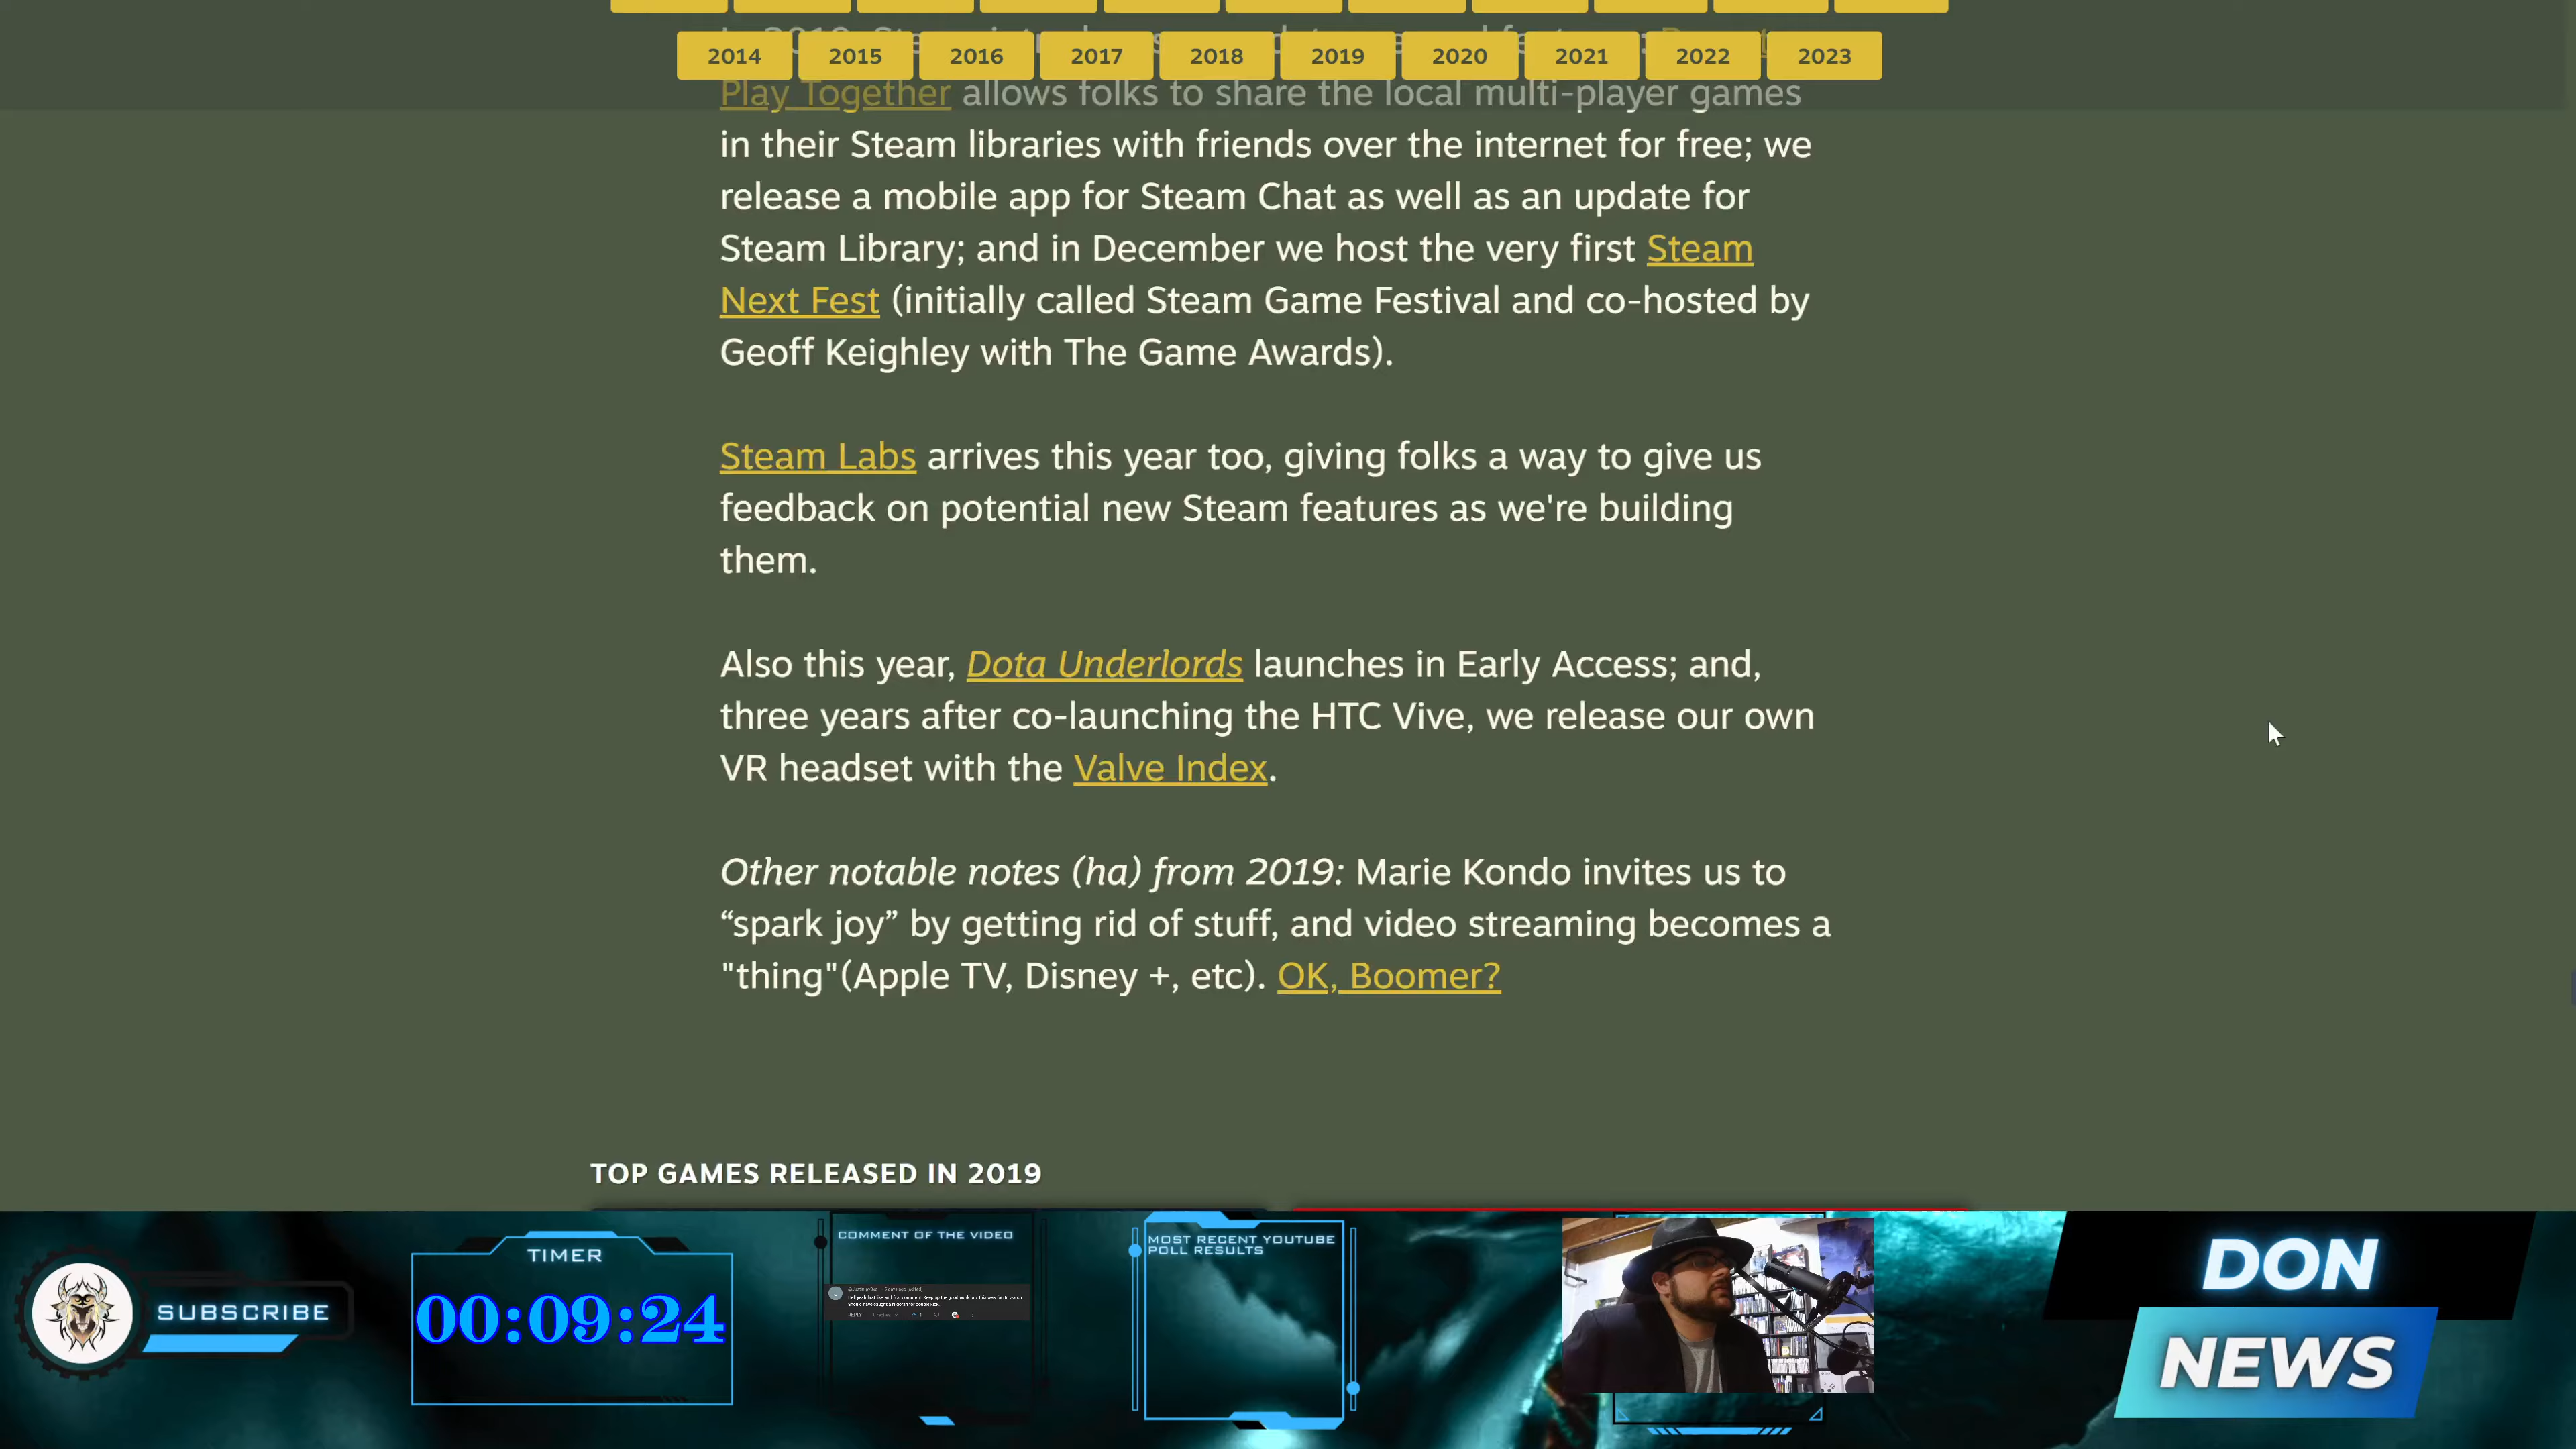 2014 2015 2016 2017 2018 2019 2020 2021 2022 2023
Play Together allows folks to share the local multi-player games
in their Steam libraries with friends over the internet for free; we
release a mobile app for Steam Chat as well as an update for
Steam Library; and in December we host the very first Steam
Next Fest (initially called Steam Game Festival and co-hosted by
Geoff Keighley with The Game Awards).
Steam Labs arrives this year too, giving folks a way to give us
feedback on potential new Steam features as we're building
them.
Also this year, Dota Underlords launches in Early Access; and,
three years after co-launching the HTC Vive, we release our own
VR headset with the Valve Index.
Other notable notes (ha) from 2019: Marie Kondo invites us to
“spark joy” by getting rid of stuff, and video streaming becomes a
"thing"(Apple TV, Disney +, etc). OK, Boomer?
TOP GAMES RELEASED IN 2019
SUBSCRIBE
TIMER
00:09:24
COMMENT OF THE VIDEO
REPLY
MOST RECENT YOUTUBE
POLL RESULTS
DON
NEWS